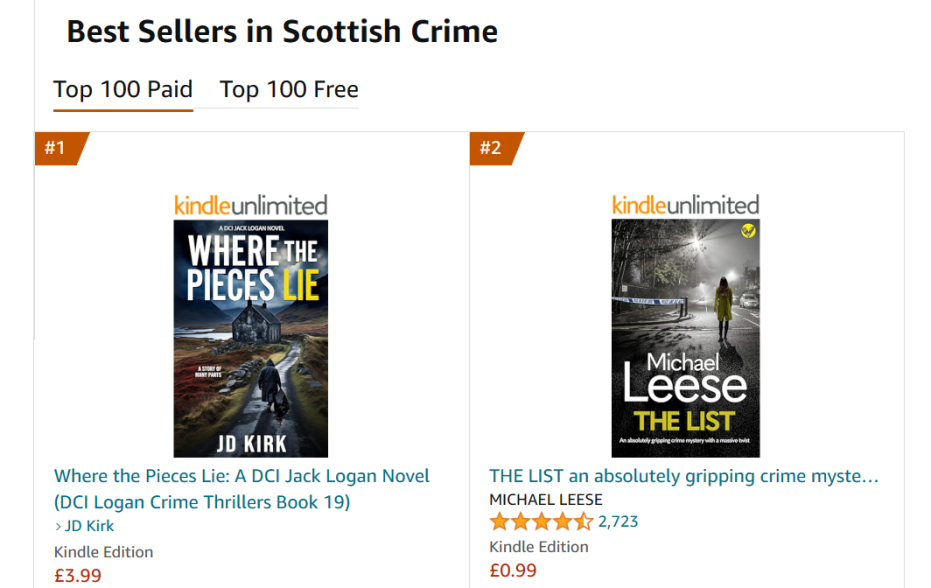 Best Sellers in Scottish Crime
Top 100 Paid Top 100 Free
#1
kindleunlimited
A DCI JACK LOGAN NOVEL
WHERE THE
PIECES LIE
A STORY OF
MANY PARTS
JD KIRK
Where the Pieces Lie: A DCI Jack Logan Novel
(DCI Logan Crime Thrillers Book 19)
› JD Kirk
Kindle Edition
£3.99
#2
kindleunlimited
Michael
Leese
THE LIST
An absolutely gripping crime mystery with a massive twist
THE LIST an absolutely gripping crime myste…
MICHAEL LEESE
2,723
Kindle Edition
£0.99